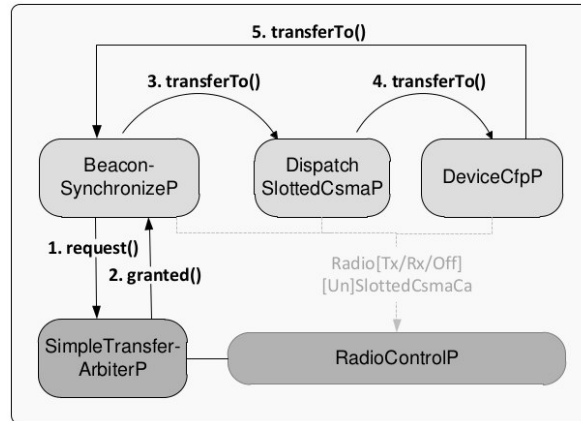 5. transferTo()
3. transferTo()
4. transferTo()
Beacon-
SynchronizeP
Dispatch
SlottedCsmaP
DeviceCfpP
1. request()
2. granted()
Radio[Tx/Rx/Off]
[Un]SlottedCsmaCa
SimpleTransfer-
ArbiterP
RadioControlP